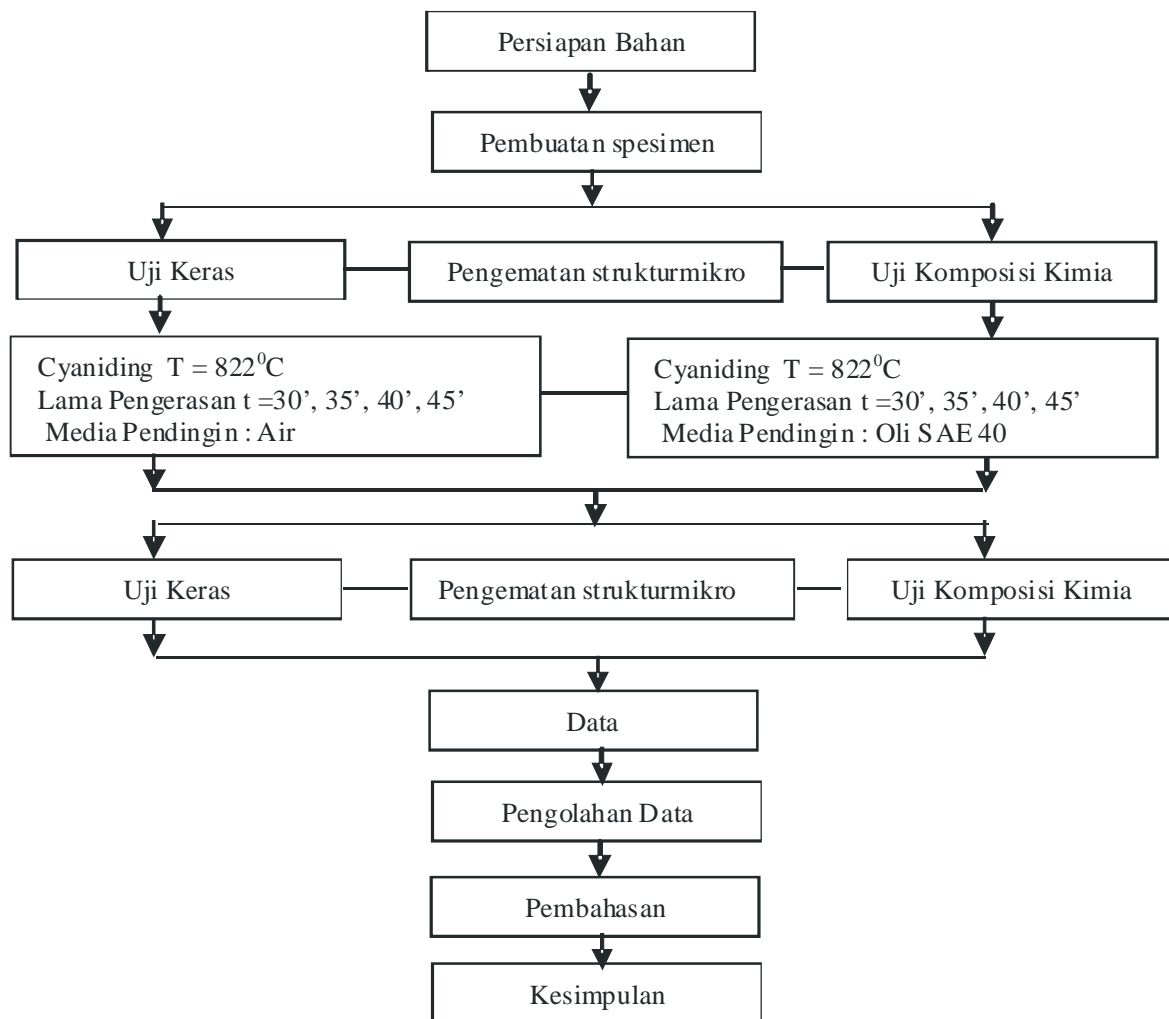 Persiapan Bahan
Pembuatan spesimen
Uji Keras
Pengematan strukturmikro
Uji Komposisi Kimia
Cyaniding T = 822⁰C
Lama Pengerasan t =30’, 35’, 40’, 45’
Media Pendingin : Air
Cyaniding T = 822⁰C
Lama Pengerasan t =30’, 35’, 40’, 45’
Media Pendingin : Oli SAE 40
Uji Keras
Pengematan strukturmikro
Uji Komposisi Kimia
Data
Pengolahan Data
Pembahasan
Kesimpulan